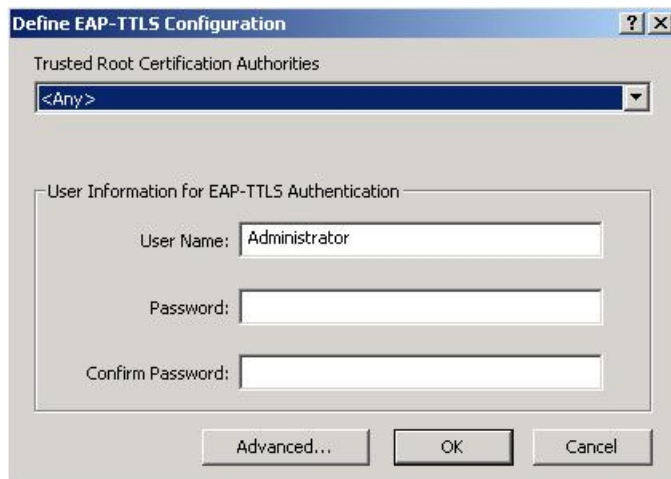 Define EAP-TTLS Configuration
Trusted Root Certification Authorities
<Any>
User Information for EAP-TTLS Authentication
User Name: Administrator
Password:
Confirm Password:
Advanced... OK Cancel